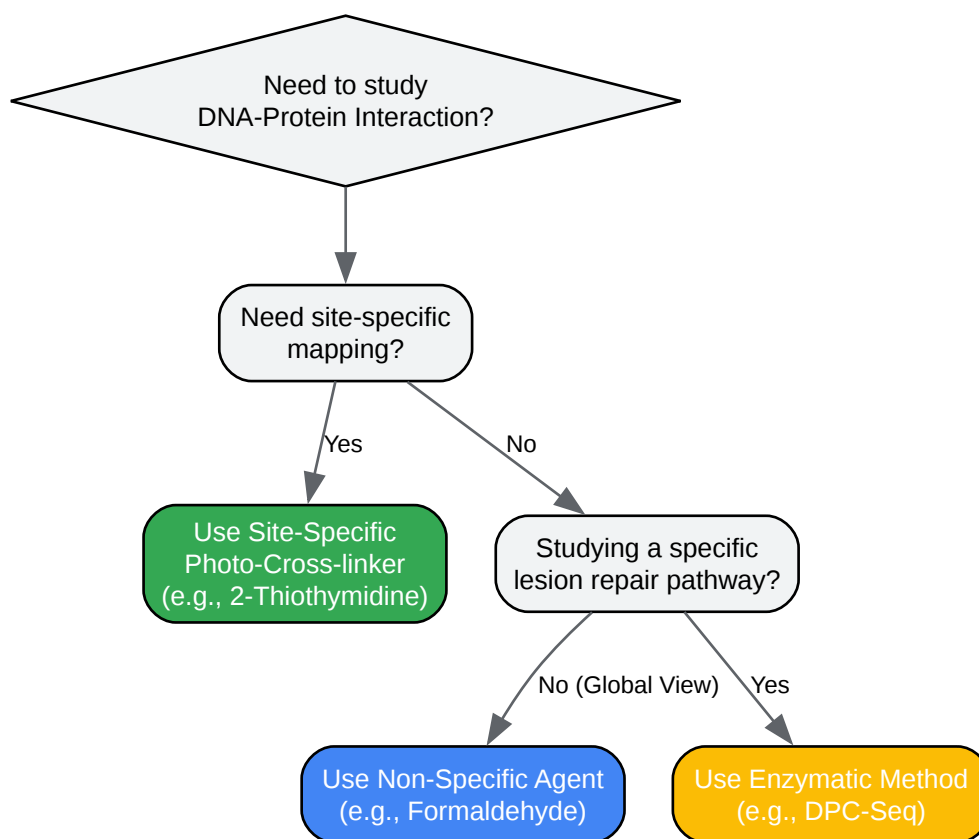 Need to study
DNA-Protein Interaction?
Need site-specific
mapping?
Yes
No
Use Site-Specific
Photo-Cross-linker
(e.g., 2-Thiothymidine)
Studying a specific
lesion repair pathway?
No (Global View)
Yes
Use Non-Specific Agent
(e.g., Formaldehyde)
Use Enzymatic Method
(e.g., DPC-Seq)